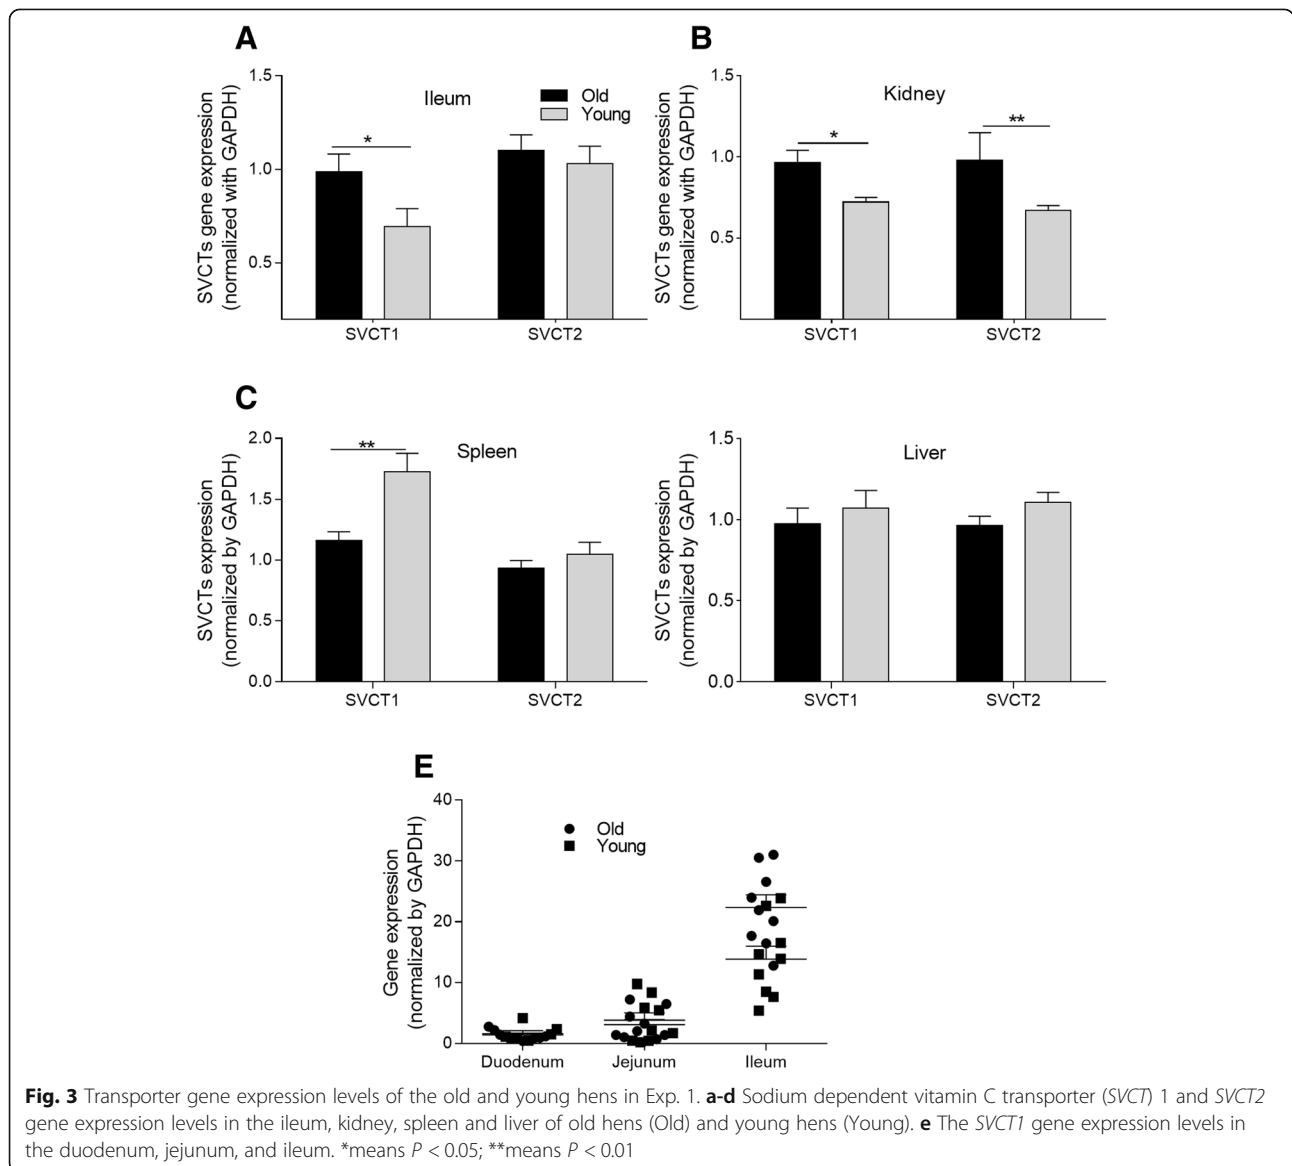 A
SVCTs gene expression
(normalized with GAPDH)
1.5
1.0
0.5
Ileum
Old
Young
*
SVCT1
SVCT2
B
SVCTs gene expression
(normalized with GAPDH)
1.5
1.0
0.5
Kidney
*
**
SVCT1
SVCT2
C
SVCTs expression
(normalized by GAPDH)
2.0
1.5
1.0
0.5
0.0
Spleen
**
SVCT1
SVCT2
SVCTs expression
(normalized by GAPDH)
1.5
1.0
0.5
0.0
Liver
SVCT1
SVCT2
E
Gene expression
(normalized by GAPDH)
40
30
20
10
0
Old
Young
Duodenum
Jejunum
Ileum
Fig. 3 Transporter gene expression levels of the old and young hens in Exp. 1. a-d Sodium dependent vitamin C transporter (SVCT) 1 and SVCT2
gene expression levels in the ileum, kidney, spleen and liver of old hens (Old) and young hens (Young). e The SVCT1 gene expression levels in
the duodenum, jejunum, and ileum. *means P < 0.05; **means P < 0.01